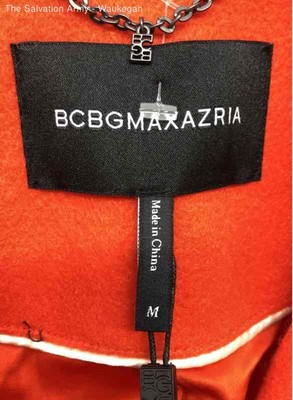 The Salvation Army - Waukegan
BCBGMAXAZRIA
Made in China
M